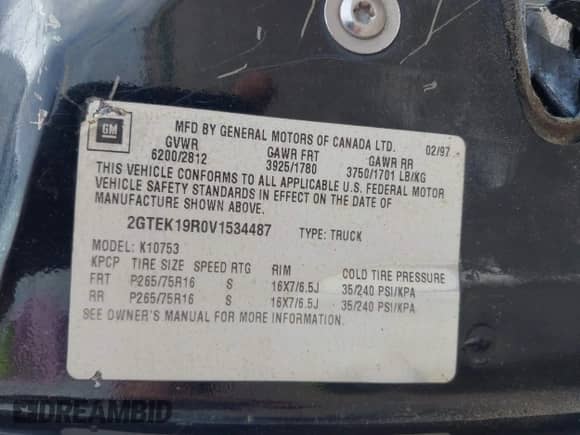 GM
MFD BY GENERAL MOTORS OF CANADA LTD. 02/97
GVWR GAWR FRT GAWR RR
6200/2812 3925/1780 3750/1701 LB/KG
THIS VEHICLE CONFORMS TO ALL APPLICABLE U.S. FEDERAL MOTOR
VEHICLE SAFETY STANDARDS IN EFFECT ON THE DATE OF
MANUFACTURE SHOWN ABOVE.
2GTEK19R0V1534487 TYPE: TRUCK
MODEL: K10753
KPCP TIRE SIZE SPEED RTG RIM COLD TIRE PRESSURE
FRT P265/75R16 S 16X7/6.5J 35/240 PSI/KPA
RR P265/75R16 S 16X7/6.5J 35/240 PSI/KPA
SEE OWNER'S MANUAL FOR MORE INFORMATION.
DREAMBID